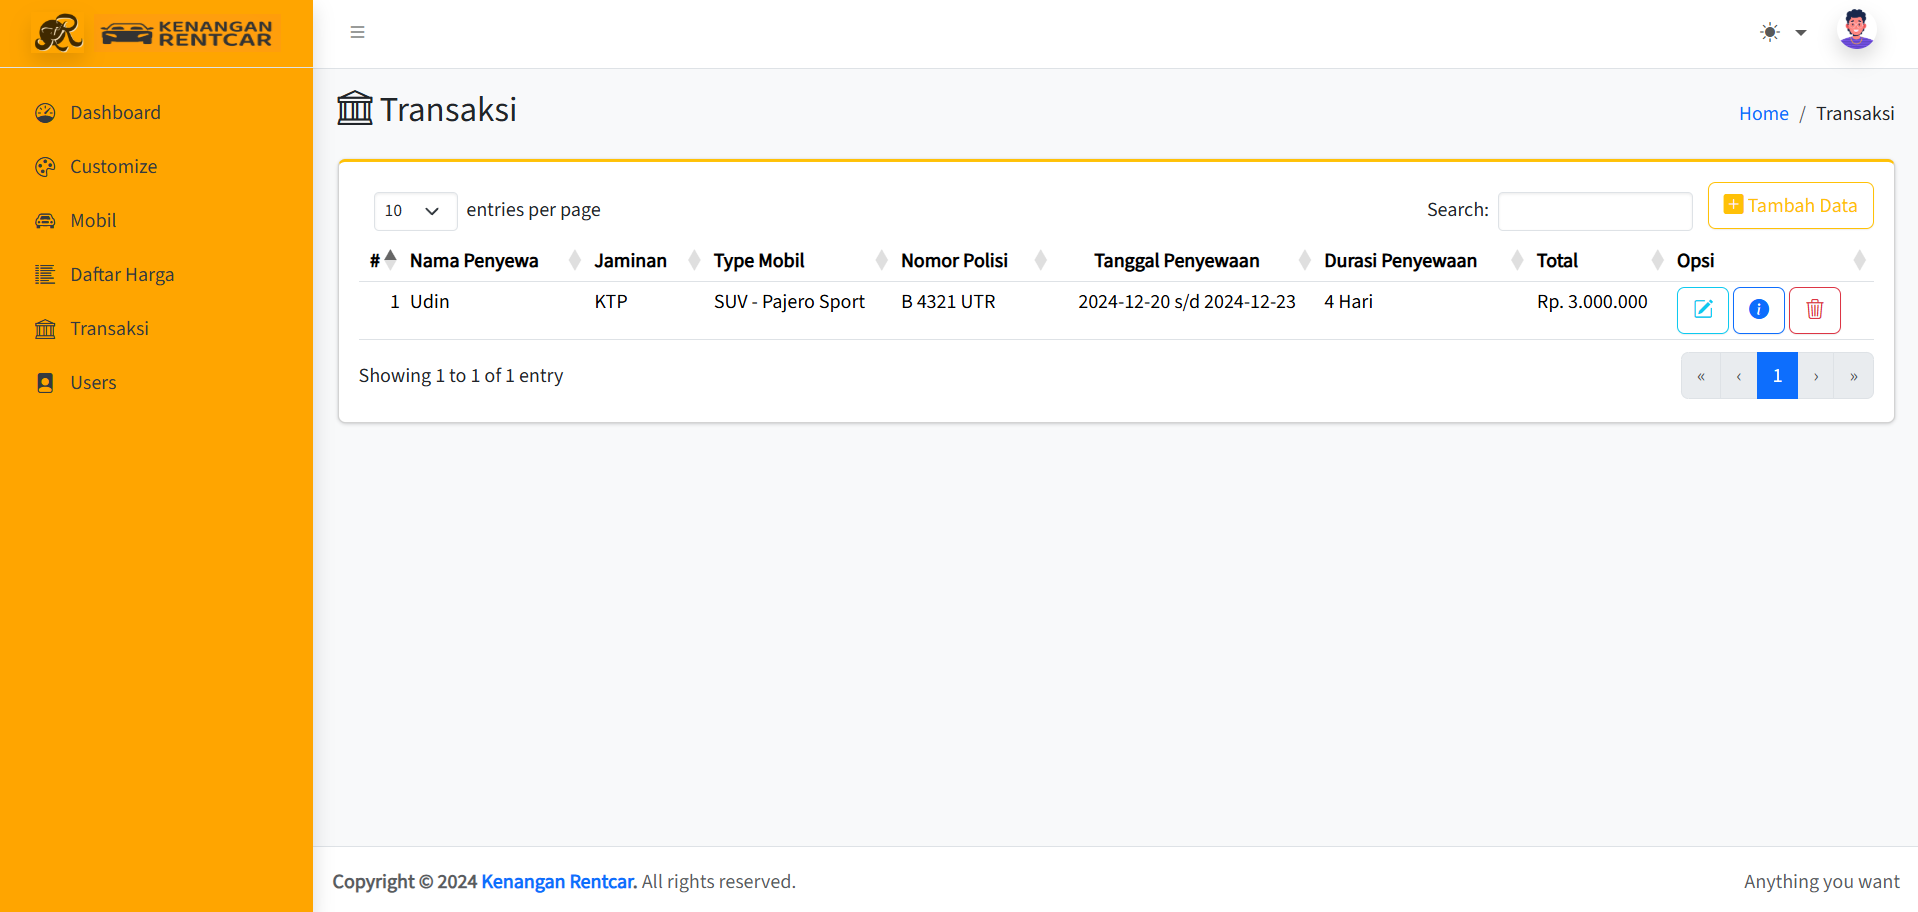 KENANGAN
RENTCAR
Dashboard
Customize
Mobil
Daftar Harga
Transaksi
Users
Transaksi
Home / Transaksi
10 entries per page
Search:
Tambah Data
# Nama Penyewa Jaminan Type Mobil Nomor Polisi Tanggal Penyewaan Durasi Penyewaan Total Opsi
1 Udin KTP SUV - Pajero Sport B 4321 UTR 2024-12-20 s/d 2024-12-23 4 Hari Rp. 3.000.000
Showing 1 to 1 of 1 entry
« ‹ 1 › »
Copyright © 2024 Kenangan Rentcar. All rights reserved.
Anything you want